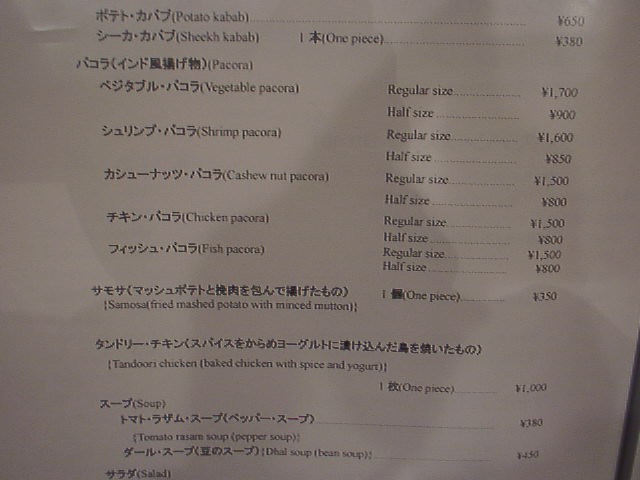 ポテト・カバブ(Potato kabab)......¥650
シーカ・カバブ(Sheekh kabab) 1 本(One piece)......¥380
パコラ(インド風揚げ物)(Pacora)
ベジタブル・パコラ(Vegetable pacora) Regular size......¥1,700
Half size......¥900
シュリンプ・パコラ(Shrimp pacora) Regular size......¥1,600
Half size......¥850
カシューナッツ・パコラ(Cashew nut pacora) Regular size......¥1,500
Half size......¥800
チキン・パコラ(Chicken pacora) Regular size......¥1,500
Half size......¥800
フィッシュ・パコラ(Fish pacora) Regular size......¥1,500
Half size......¥800
サモサ(マッシュポテトと挽肉を包んで揚げたもの) 1 個(One piece)......¥350
{Samosa(fried mashed potato with minced mutton)}
タンドリー・チキン(スパイスをからめヨーグルトに漬け込んだ鳥を焼いたもの)
{Tandoori chicken (baked chicken with spice and yogurt)}
1 枚(One piece)......¥1,000
スープ(Soup)
トマト・ラザム・スープ(ペッパー・スープ)......¥380
{Tomato rasam soup (pepper soup)}
ダール・スープ(豆のスープ){Dhal soup (bean soup)}......¥450
サラダ(Salad)